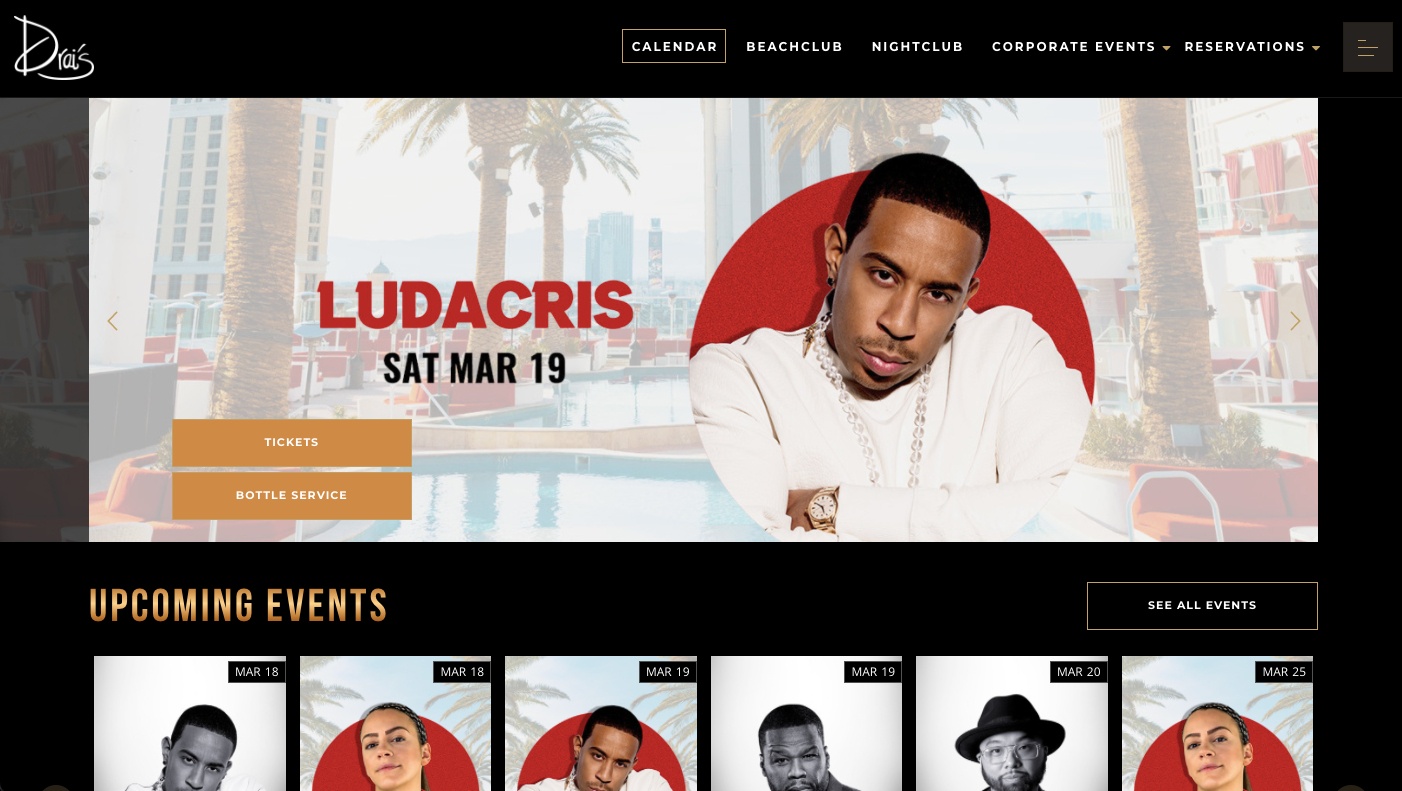 Drai's
CALENDAR
BEACHCLUB
NIGHTCLUB
CORPORATE EVENTS
RESERVATIONS
LUDACRIS
SAT MAR 19
TICKETS
BOTTLE SERVICE
UPCOMING EVENTS
SEE ALL EVENTS
MAR 18
MAR 18
MAR 19
MAR 19
MAR 20
MAR 25